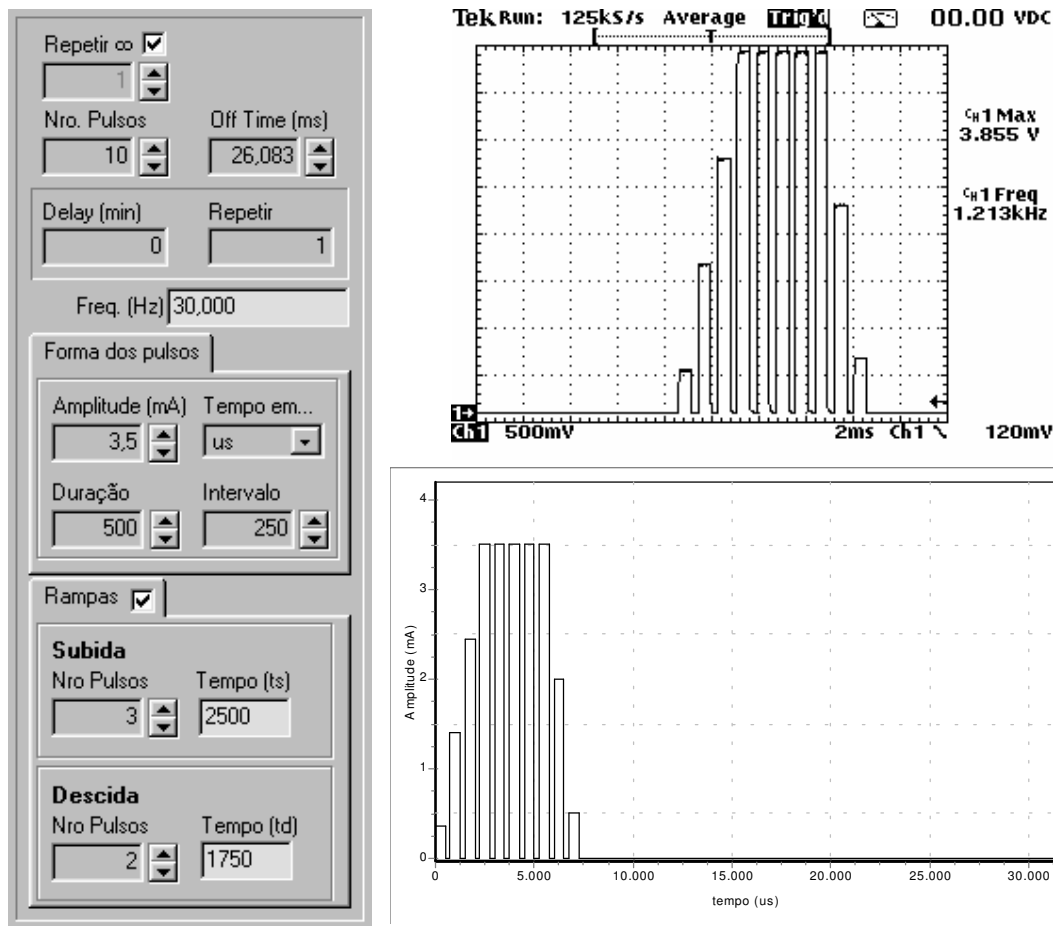 Repetir ∞
1
Nro. Pulsos Off Time (ms)
10 26,083
Delay (min) Repetir
0 1
Freq. (Hz) 30,000
Forma dos pulsos
Amplitude (mA) Tempo em...
3,5 us
Duração Intervalo
500 250
Rampas
Subida
Nro Pulsos Tempo (ts)
3 2500
Descida
Nro Pulsos Tempo (td)
2 1750
Tek Run: 125kS/s Average Trig'd 00.00 VDC
T
CH1 Max
3.855 V
CH1 Freq
1.213kHz
1
Ch1 500mV 2ms Ch1 120mV
Amplitude (mA)
4
3
2
1
0
0 5.000 10.000 15.000 20.000 25.000 30.000
tempo (us)